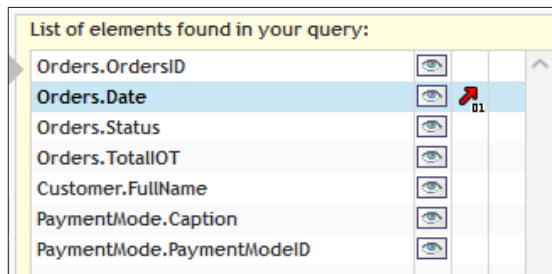 List of elements found in your query:
Orders.OrdersID
Orders.Date 01
Orders.Status
Orders.TotalIOT
Customer.FullName
PaymentMode.Caption
PaymentMode.PaymentModeID